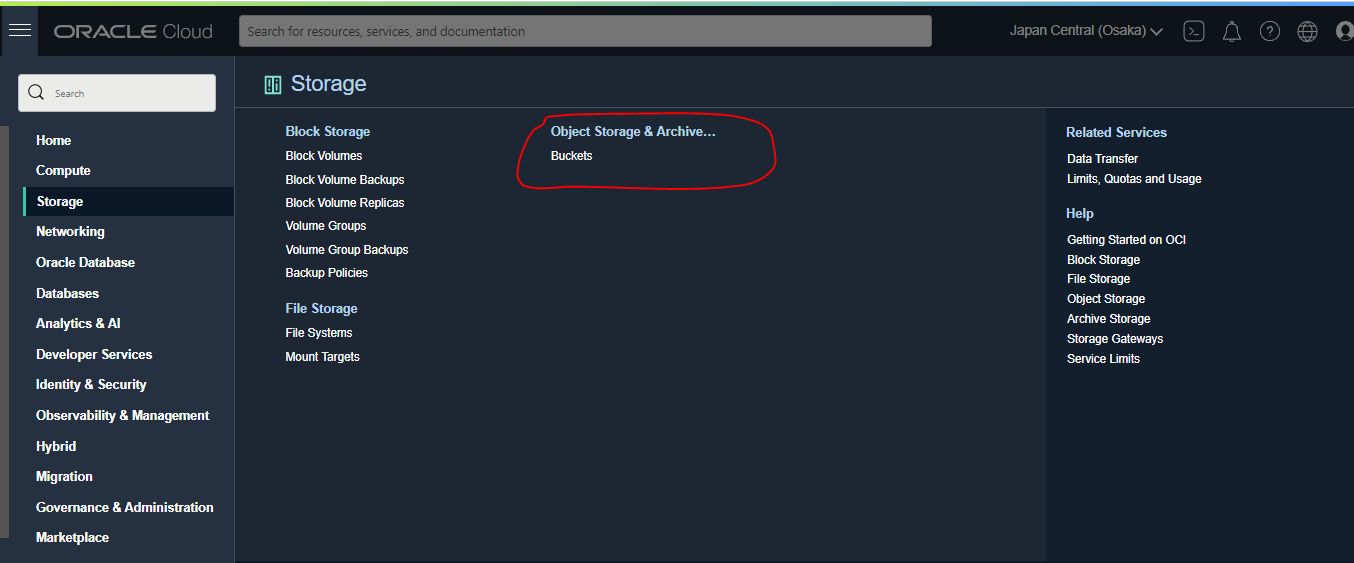 ORACLE Cloud
Search for resources, services, and documentation
Japan Central (Osaka)
Search
Home
Compute
Storage
Networking
Oracle Database
Databases
Analytics & AI
Developer Services
Identity & Security
Observability & Management
Hybrid
Migration
Governance & Administration
Marketplace
Storage
Block Storage
Block Volumes
Block Volume Backups
Block Volume Replicas
Volume Groups
Volume Group Backups
Backup Policies
File Storage
File Systems
Mount Targets
Object Storage & Archive...
Buckets
Related Services
Data Transfer
Limits, Quotas and Usage
Help
Getting Started on OCI
Block Storage
File Storage
Object Storage
Archive Storage
Storage Gateways
Service Limits